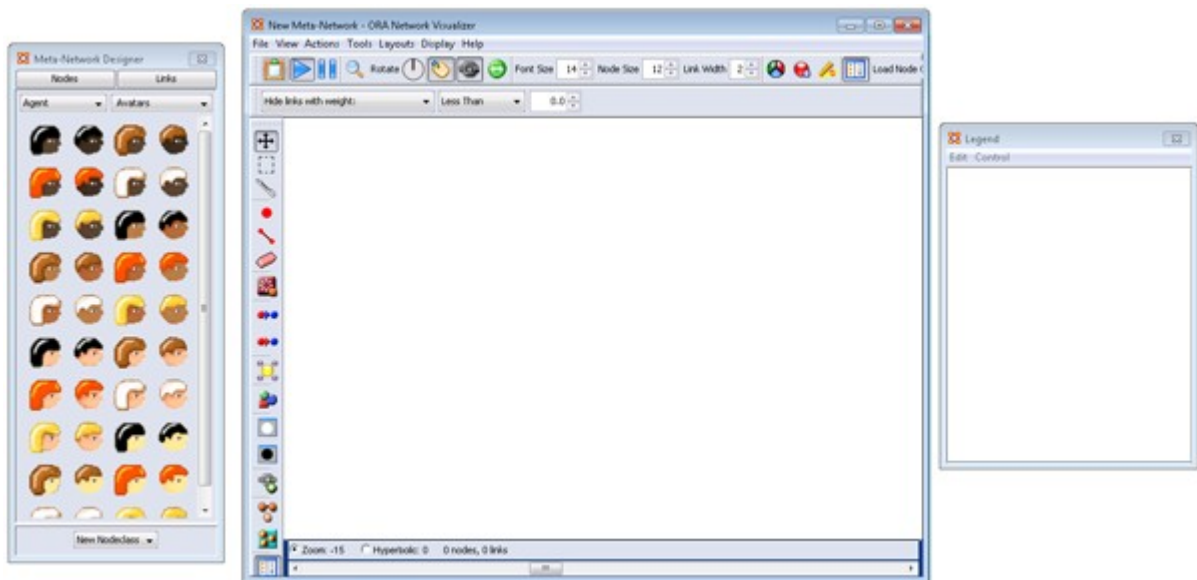 Meta-Network Designer
Nodes Links
Agent Avatars
New Nodeclass
New Meta-Network - ORA Network Visualizer
File View Actions Tools Layouts Display Help
Rotate Font Size 14 Node Size 12 Link Width 2 Load Node
Hide links with weight: Less Than 0.0
Zoom: -15 Hyperbolic: 0 0 nodes, 0 links
Legend
Edit Control